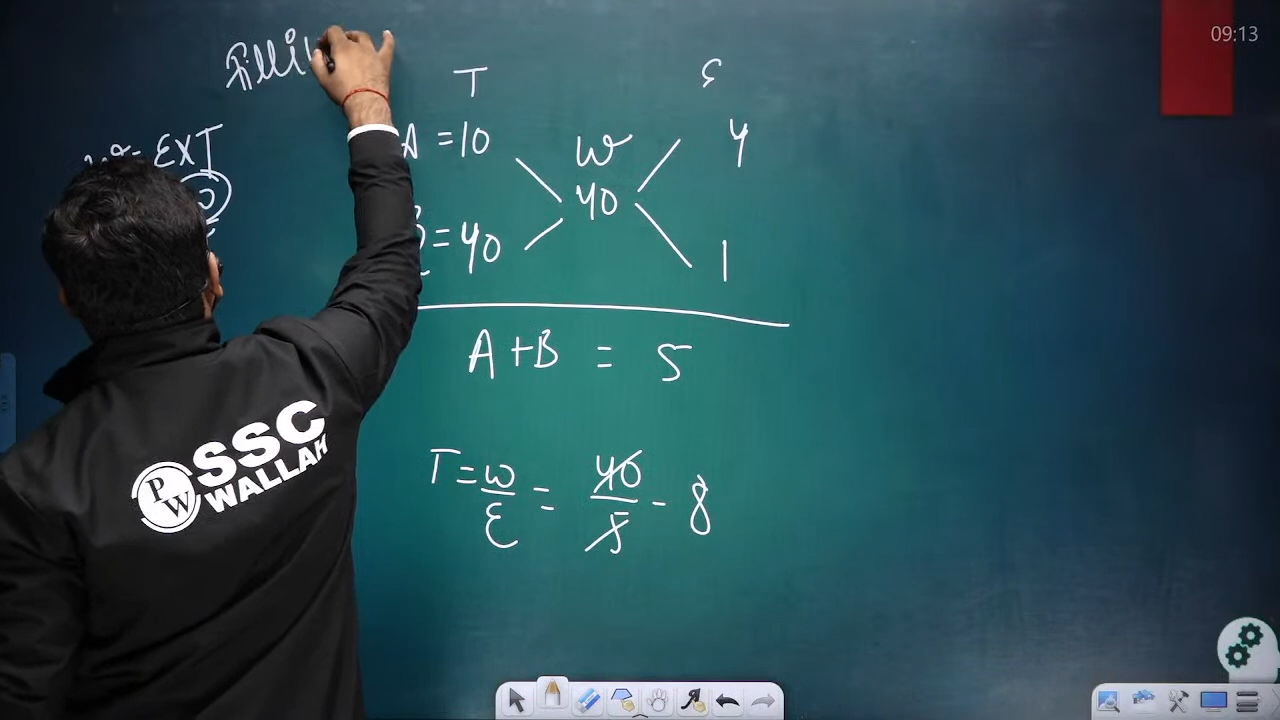 09:13
T
A = 10
W
4
E X T
40
= 40
1
A + B = 5
T = W/E = 40/5 - 8
SSC
WALLAH
PW